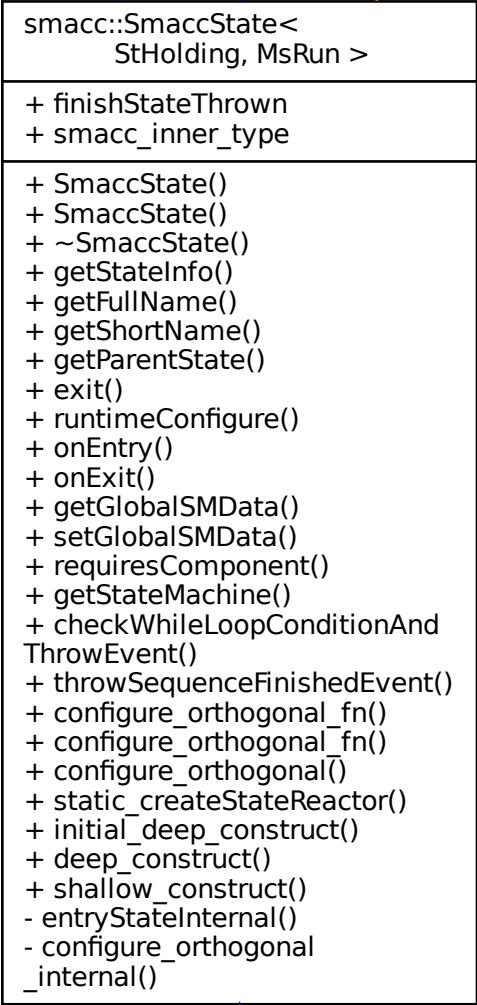 smacc::SmaccState<
StHolding, MsRun >
+ finishStateThrown
+ smacc_inner_type
+ SmaccState()
+ SmaccState()
+ ~SmaccState()
+ getStateInfo()
+ getFullName()
+ getShortName()
+ getParentState()
+ exit()
+ runtimeConfigure()
+ onEntry()
+ onExit()
+ getGlobalSMData()
+ setGlobalSMData()
+ requiresComponent()
+ getStateMachine()
+ checkWhileLoopConditionAnd
ThrowEvent()
+ throwSequenceFinishedEvent()
+ configure_orthogonal_fn()
+ configure_orthogonal_fn()
+ configure_orthogonal()
+ static_createStateReactor()
+ initial_deep_construct()
+ deep_construct()
+ shallow_construct()
- entryStateInternal()
- configure_orthogonal
_internal()